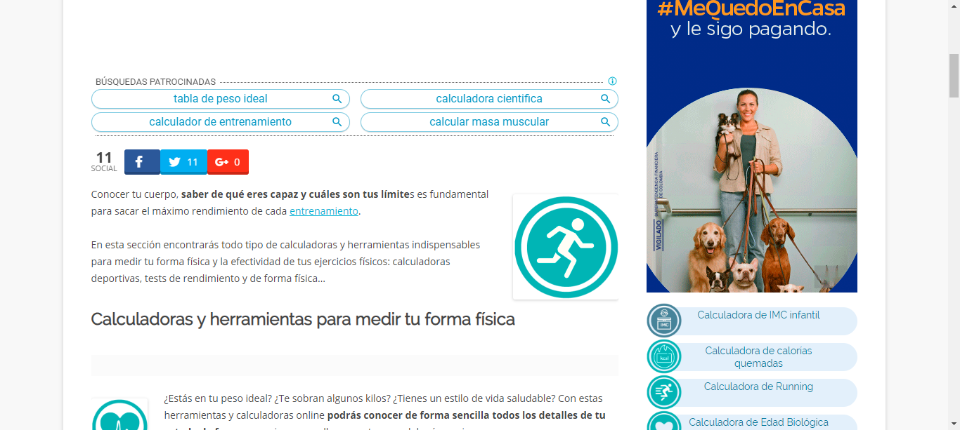 #MeQuedoEnCasa
y le sigo pagando.
BÚSQUEDAS PATROCINADAS
tabla de peso ideal
calculadora cientifica
calculador de entrenamiento
calcular masa muscular
11
SOCIAL
11
0
Conocer tu cuerpo, saber de qué eres capaz y cuáles son tus límites es fundamental
para sacar el máximo rendimiento de cada entrenamiento.
En esta sección encontrarás todo tipo de calculadoras y herramientas indispensables
para medir tu forma física y la efectividad de tus ejercicios físicos: calculadoras
deportivas, tests de rendimiento y de forma física...
Calculadoras y herramientas para medir tu forma física
¿Estás en tu peso ideal? ¿Te sobran algunos kilos? ¿Tienes un estilo de vida saludable? Con estas
herramientas y calculadoras online podrás conocer de forma sencilla todos los detalles de tu
VIGILADO
IMC
Calculadora de IMC infantil
Calculadora de calorías
quemadas
Calculadora de Running
Calculadora de Edad Biológica